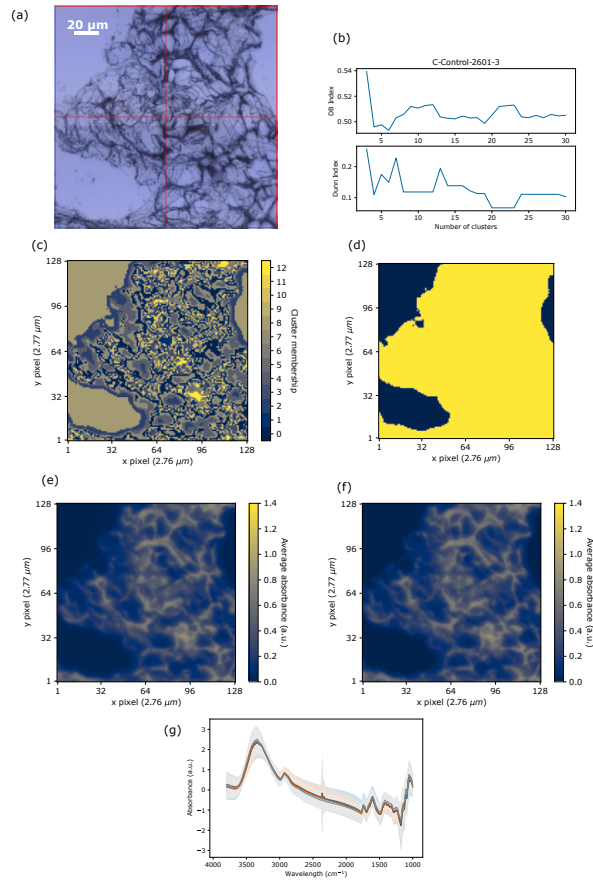 (a)
20 μm
(b)
C-Control-2601-3
DB Index
0.54
0.52
0.50
5 10 15 20 25 30
Dunn Index
0.2
0.1
5 10 15 20 25 30
Number of clusters
(c)
y pixel (2.77 μm)
128
96
64
32
1
1 32 64 96 128
x pixel (2.76 μm)
12
11
10
9
8
7
6
5
4
3
2
1
0
Cluster membership
(d)
y pixel (2.77 μm)
128
96
64
32
1
1 32 64 96 128
x pixel (2.76 μm)
(e)
y pixel (2.77 μm)
128
96
64
32
1
1 32 64 96 128
x pixel (2.76 μm)
1.4
1.2
1.0
0.8
0.6
0.4
0.2
0.0
Average absorbance (a.u.)
(f)
y pixel (2.77 μm)
128
96
64
32
1
1 32 64 96 128
x pixel (2.76 μm)
1.4
1.2
1.0
0.8
0.6
0.4
0.2
0.0
Average absorbance (a.u.)
(g)
Absorbance (a.u.)
3
2
1
0
−1
−2
−3
4000 3500 3000 2500 2000 1500 1000
Wavelength (cm⁻¹)